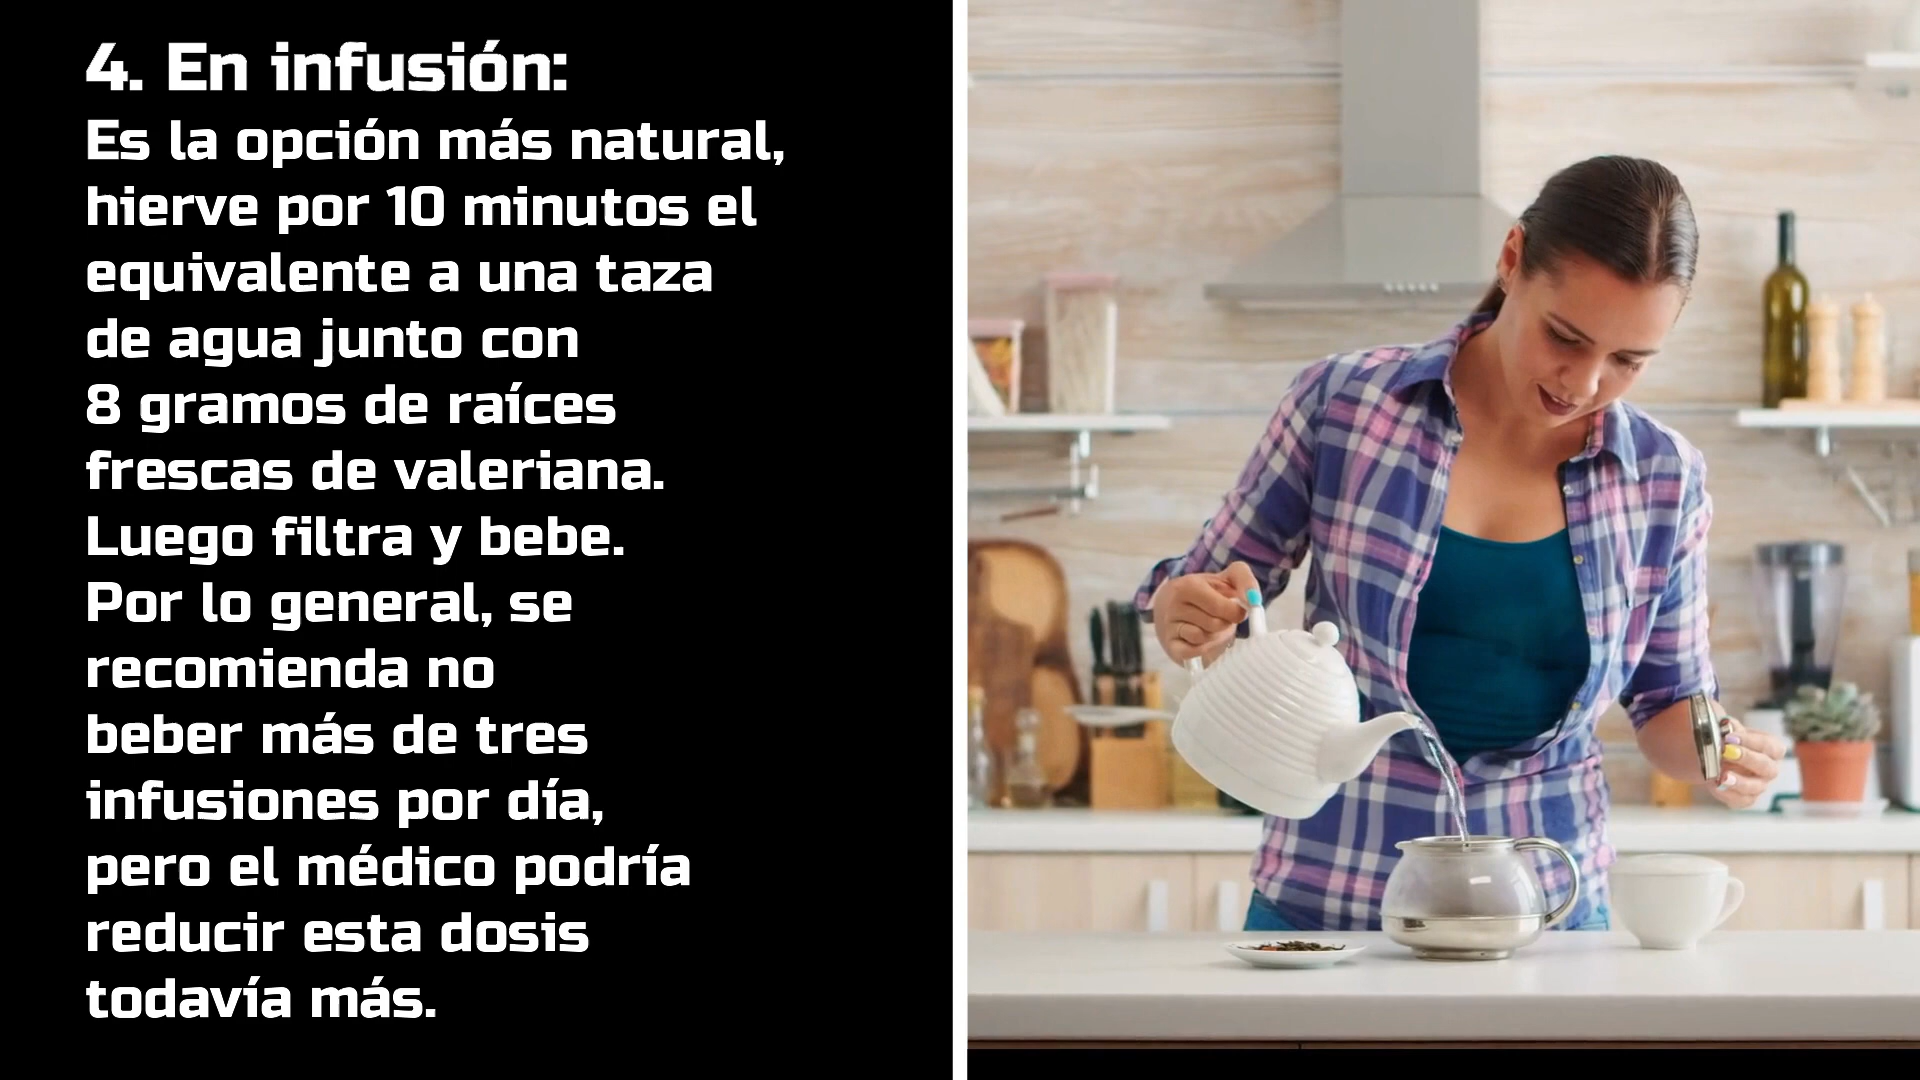 4. En infusión:
Es la opción más natural,
hierve por 10 minutos el
equivalente a una taza
de agua junto con
8 gramos de raíces
frescas de valeriana.
Luego filtra y bebe.
Por lo general, se
recomienda no
beber más de tres
infusiones por día,
pero el médico podría
reducir esta dosis
todavía más.